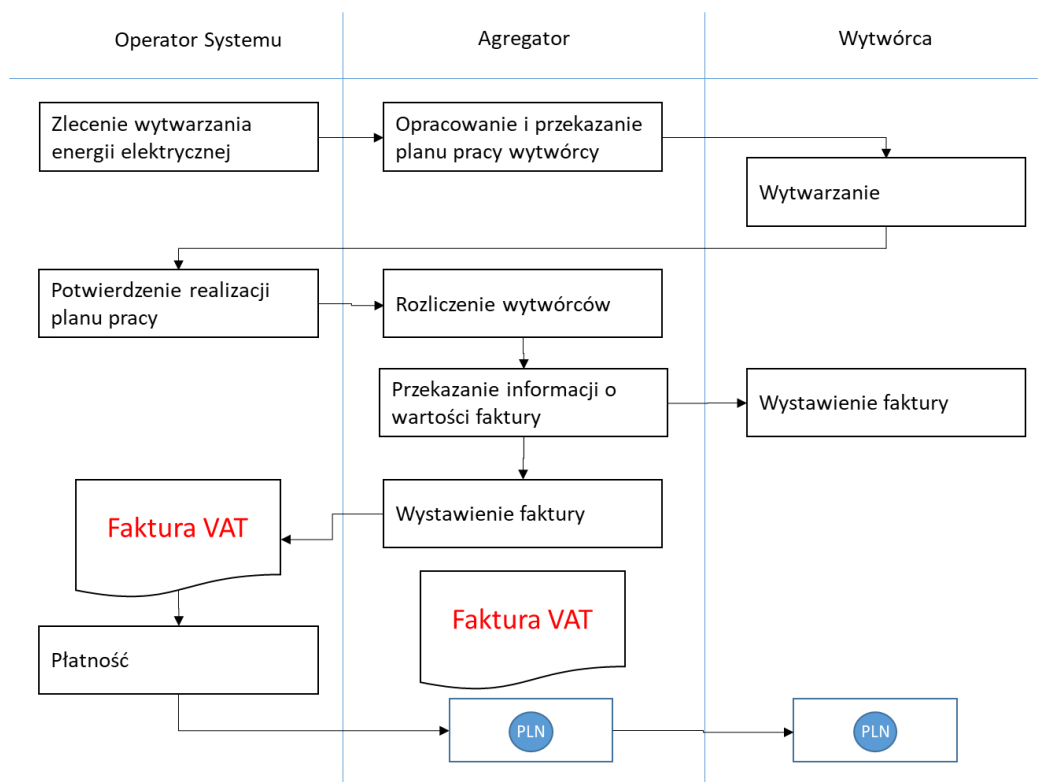 Operator Systemu
Agregator
Wytwórca
Zlecenie wytwarzania
energii elektrycznej
Opracowanie i przekazanie
planu pracy wytwórcy
Wytwarzanie
Potwierdzenie realizacji
planu pracy
Rozliczenie wytwórców
Przekazanie informacji o
wartości faktury
Wystawienie faktury
Wystawienie faktury
Faktura VAT
Faktura VAT
Płatność
PLN
PLN